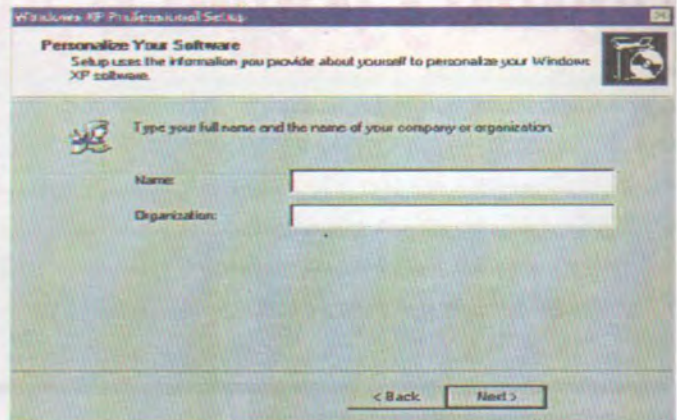 Windows XP Professional Setup
Personalize Your Software
Setup uses the information you provide about yourself to personalize your Windows
XP software.
Type your full name and the name of your company or organization.
Name:
Organization:
< Back
Next >